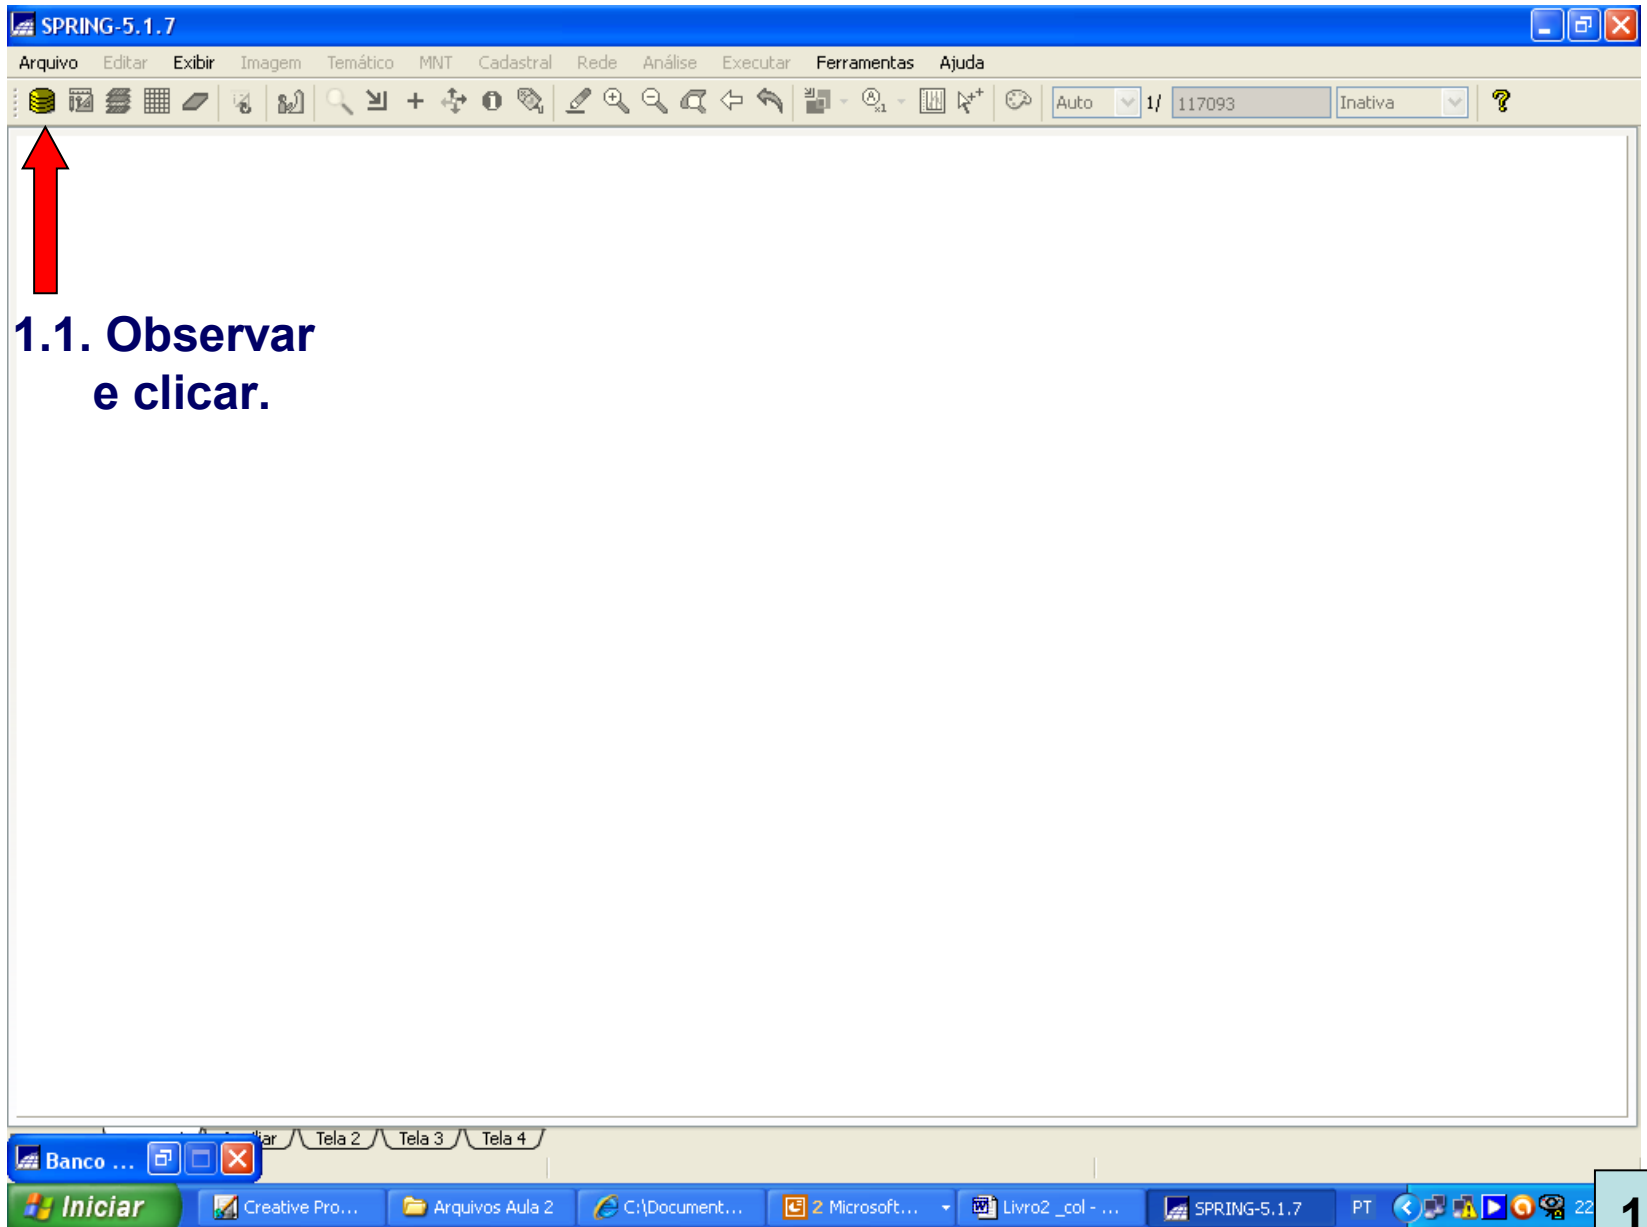 SPRING-5.1.7
Arquivo Editar Exibir Imagem Temático MNT Cadastral Rede Análise Executar Ferramentas Ajuda
Auto 1/ 117093 Inativa
1.1. Observar
e clicar.
Tela 2 Tela 3 Tela 4
Banco ...
Iniciar Creative Pro... Arquivos Aula 2 C:\Document... 2 Microsoft... Livro2 _col - ... SPRING-5.1.7 PT 22
1